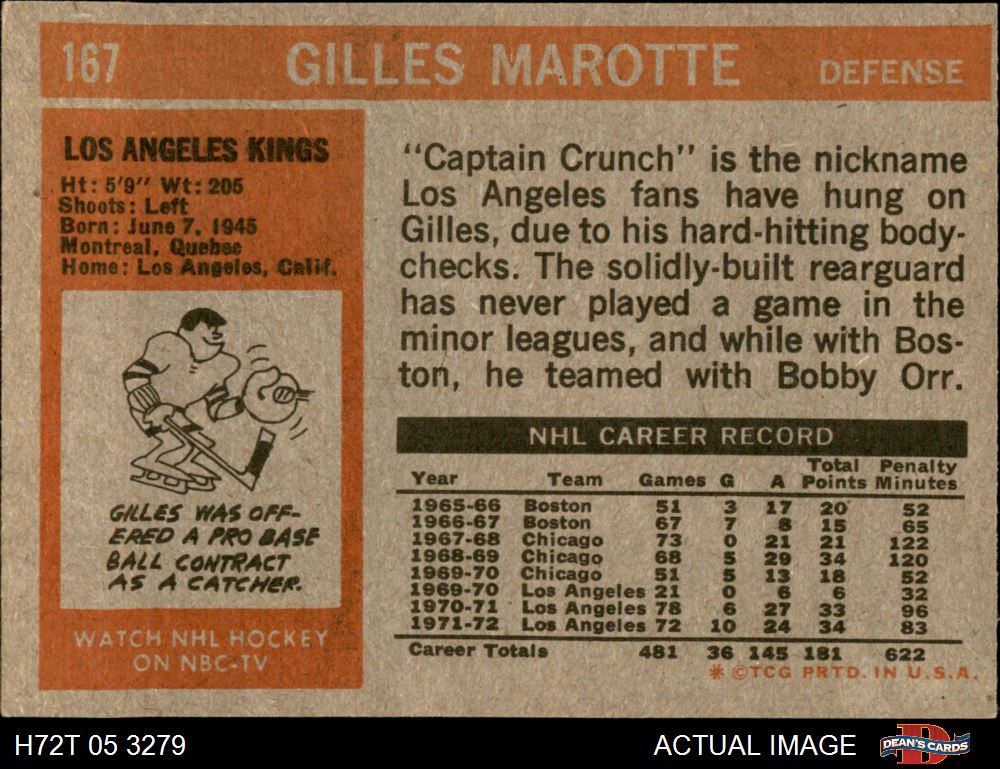 167 GILLES MAROTTE DEFENSE
LOS ANGELES KINGS
Ht: 5'9" Wt: 205
Shoots: Left
Born: June 7, 1945
Montreal, Quebec
Home: Los Angeles, Calif.
GILLES WAS OFF-
ERED A PRO BASE
BALL CONTRACT
AS A CATCHER.
WATCH NHL HOCKEY
ON NBC-TV
"Captain Crunch" is the nickname
Los Angeles fans have hung on
Gilles, due to his hard-hitting body-
checks. The solidly-built rearguard
has never played a game in the
minor leagues, and while with Bos-
ton, he teamed with Bobby Orr.
NHL CAREER RECORD
Year Team Games G A Total Points Penalty Minutes
1965-66 Boston 51 3 17 20 52
1966-67 Boston 67 7 8 15 65
1967-68 Chicago 73 0 21 21 122
1968-69 Chicago 68 5 29 34 120
1969-70 Chicago 51 5 13 18 52
1969-70 Los Angeles 21 0 6 6 32
1970-71 Los Angeles 78 6 27 33 96
1971-72 Los Angeles 72 10 24 34 83
Career Totals 481 36 145 181 622
* ©TCG PRTD. IN U.S.A.
H72T 05 3279 ACTUAL IMAGE DEAN'S CARDS